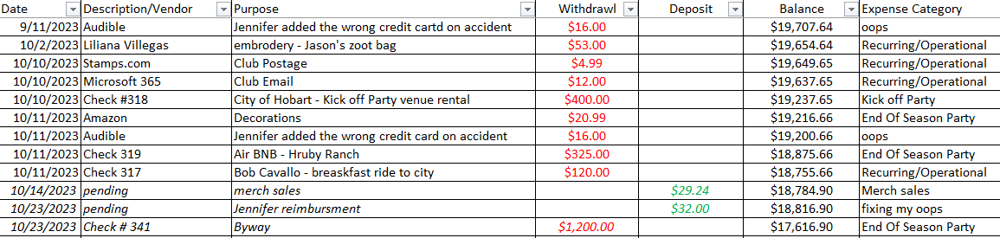 Date Description/Vendor Purpose Withdrawl Deposit Balance Expense Category
9/11/2023 Audible Jennifer added the wrong credit cartd on accident $16.00 $19,707.64 oops
10/2/2023 Liliana Villegas embrodery - Jason's zoot bag $53.00 $19,654.64 Recurring/Operational
10/10/2023 Stamps.com Club Postage $4.99 $19,649.65 Recurring/Operational
10/10/2023 Microsoft 365 Club Email $12.00 $19,637.65 Recurring/Operational
10/10/2023 Check #318 City of Hobart - Kick off Party venue rental $400.00 $19,237.65 Kick off Party
10/11/2023 Amazon Decorations $20.99 $19,216.66 End Of Season Party
10/11/2023 Audible Jennifer added the wrong credit card on accident $16.00 $19,200.66 oops
10/11/2023 Check 319 Air BNB - Hruby Ranch $325.00 $18,875.66 End Of Season Party
10/11/2023 Check 317 Bob Cavallo - breaskfast ride to city $120.00 $18,755.66 Recurring/Operational
10/14/2023 pending merch sales $29.24 $18,784.90 Merch sales
10/23/2023 pending Jennifer reimbursment $32.00 $18,816.90 fixing my oops
10/23/2023 Check # 341 Byway $1,200.00 $17,616.90 End Of Season Party